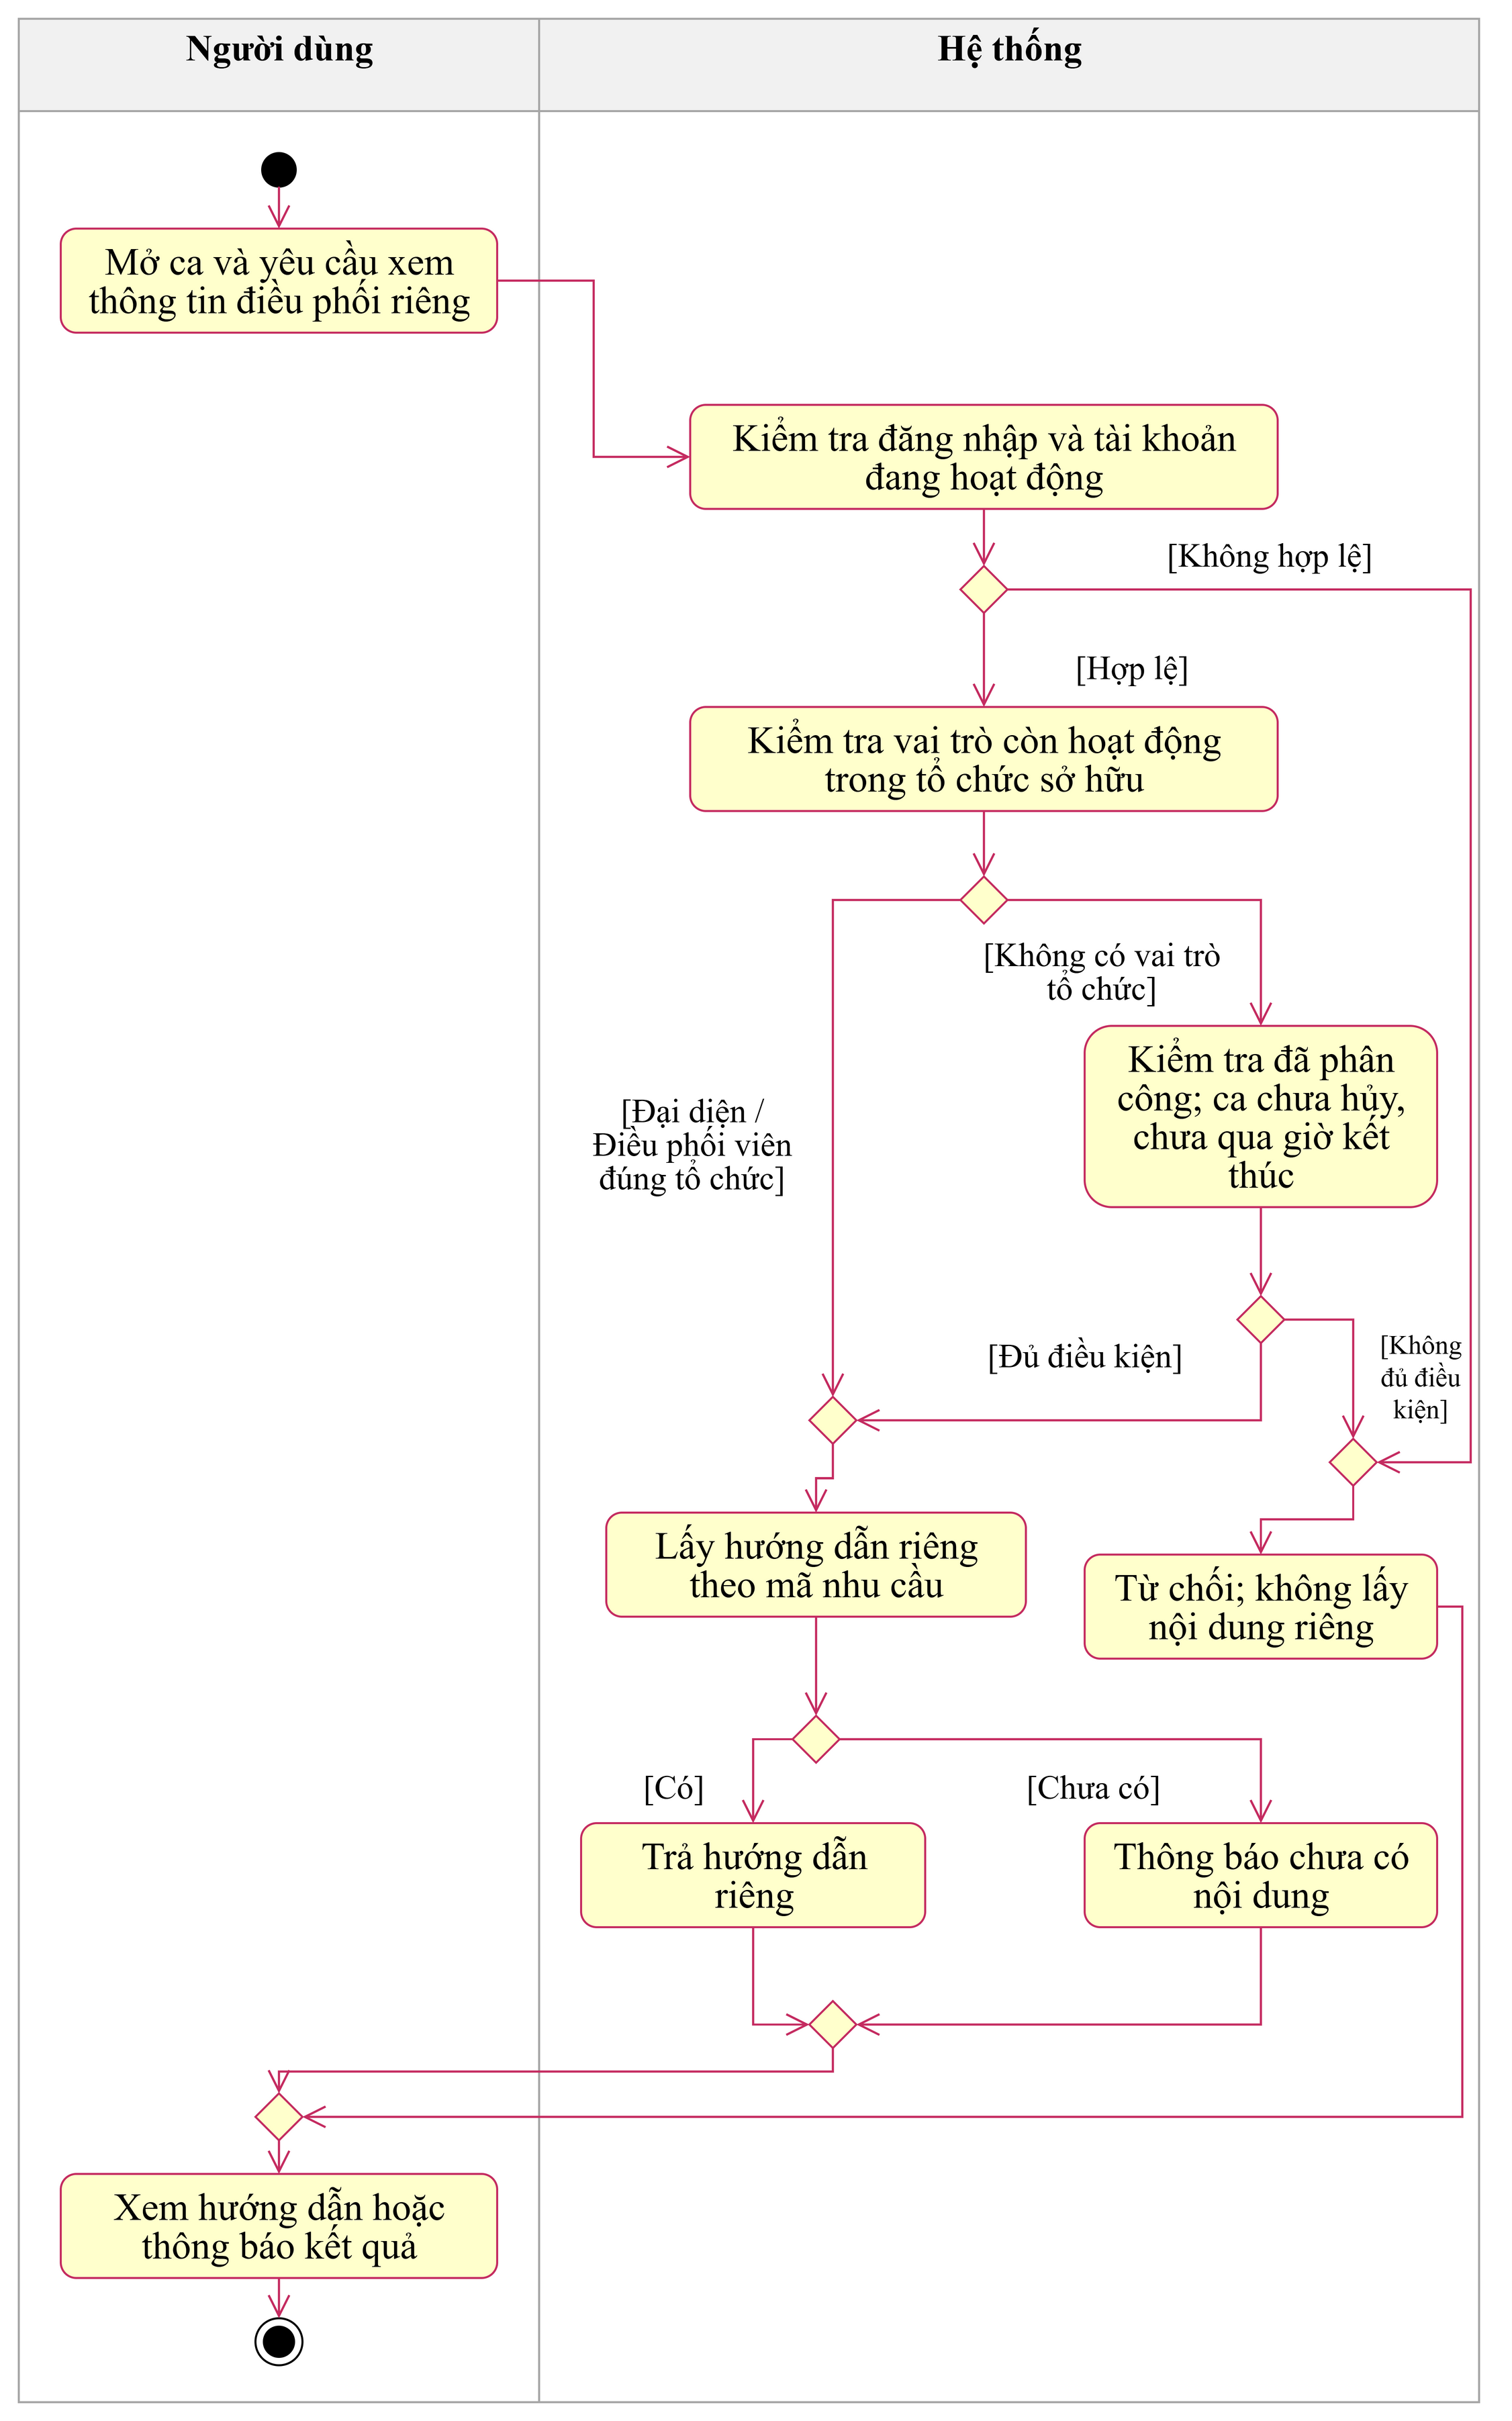 Người dùng
Hệ thống
Mở ca và yêu cầu xem
thông tin điều phối riêng
Kiểm tra đăng nhập và tài khoản
đang hoạt động
[Không hợp lệ]
[Hợp lệ]
Kiểm tra vai trò còn hoạt động
trong tổ chức sở hữu
[Không có vai trò
tổ chức]
Kiểm tra đã phân
công; ca chưa hủy,
chưa qua giờ kết
thúc
[Đại diện /
Điều phối viên
đúng tổ chức]
[Đủ điều kiện]
[Không
đủ điều
kiện]
Lấy hướng dẫn riêng
theo mã nhu cầu
Từ chối; không lấy
nội dung riêng
[Có]
[Chưa có]
Trả hướng dẫn
riêng
Thông báo chưa có
nội dung
Xem hướng dẫn hoặc
thông báo kết quả